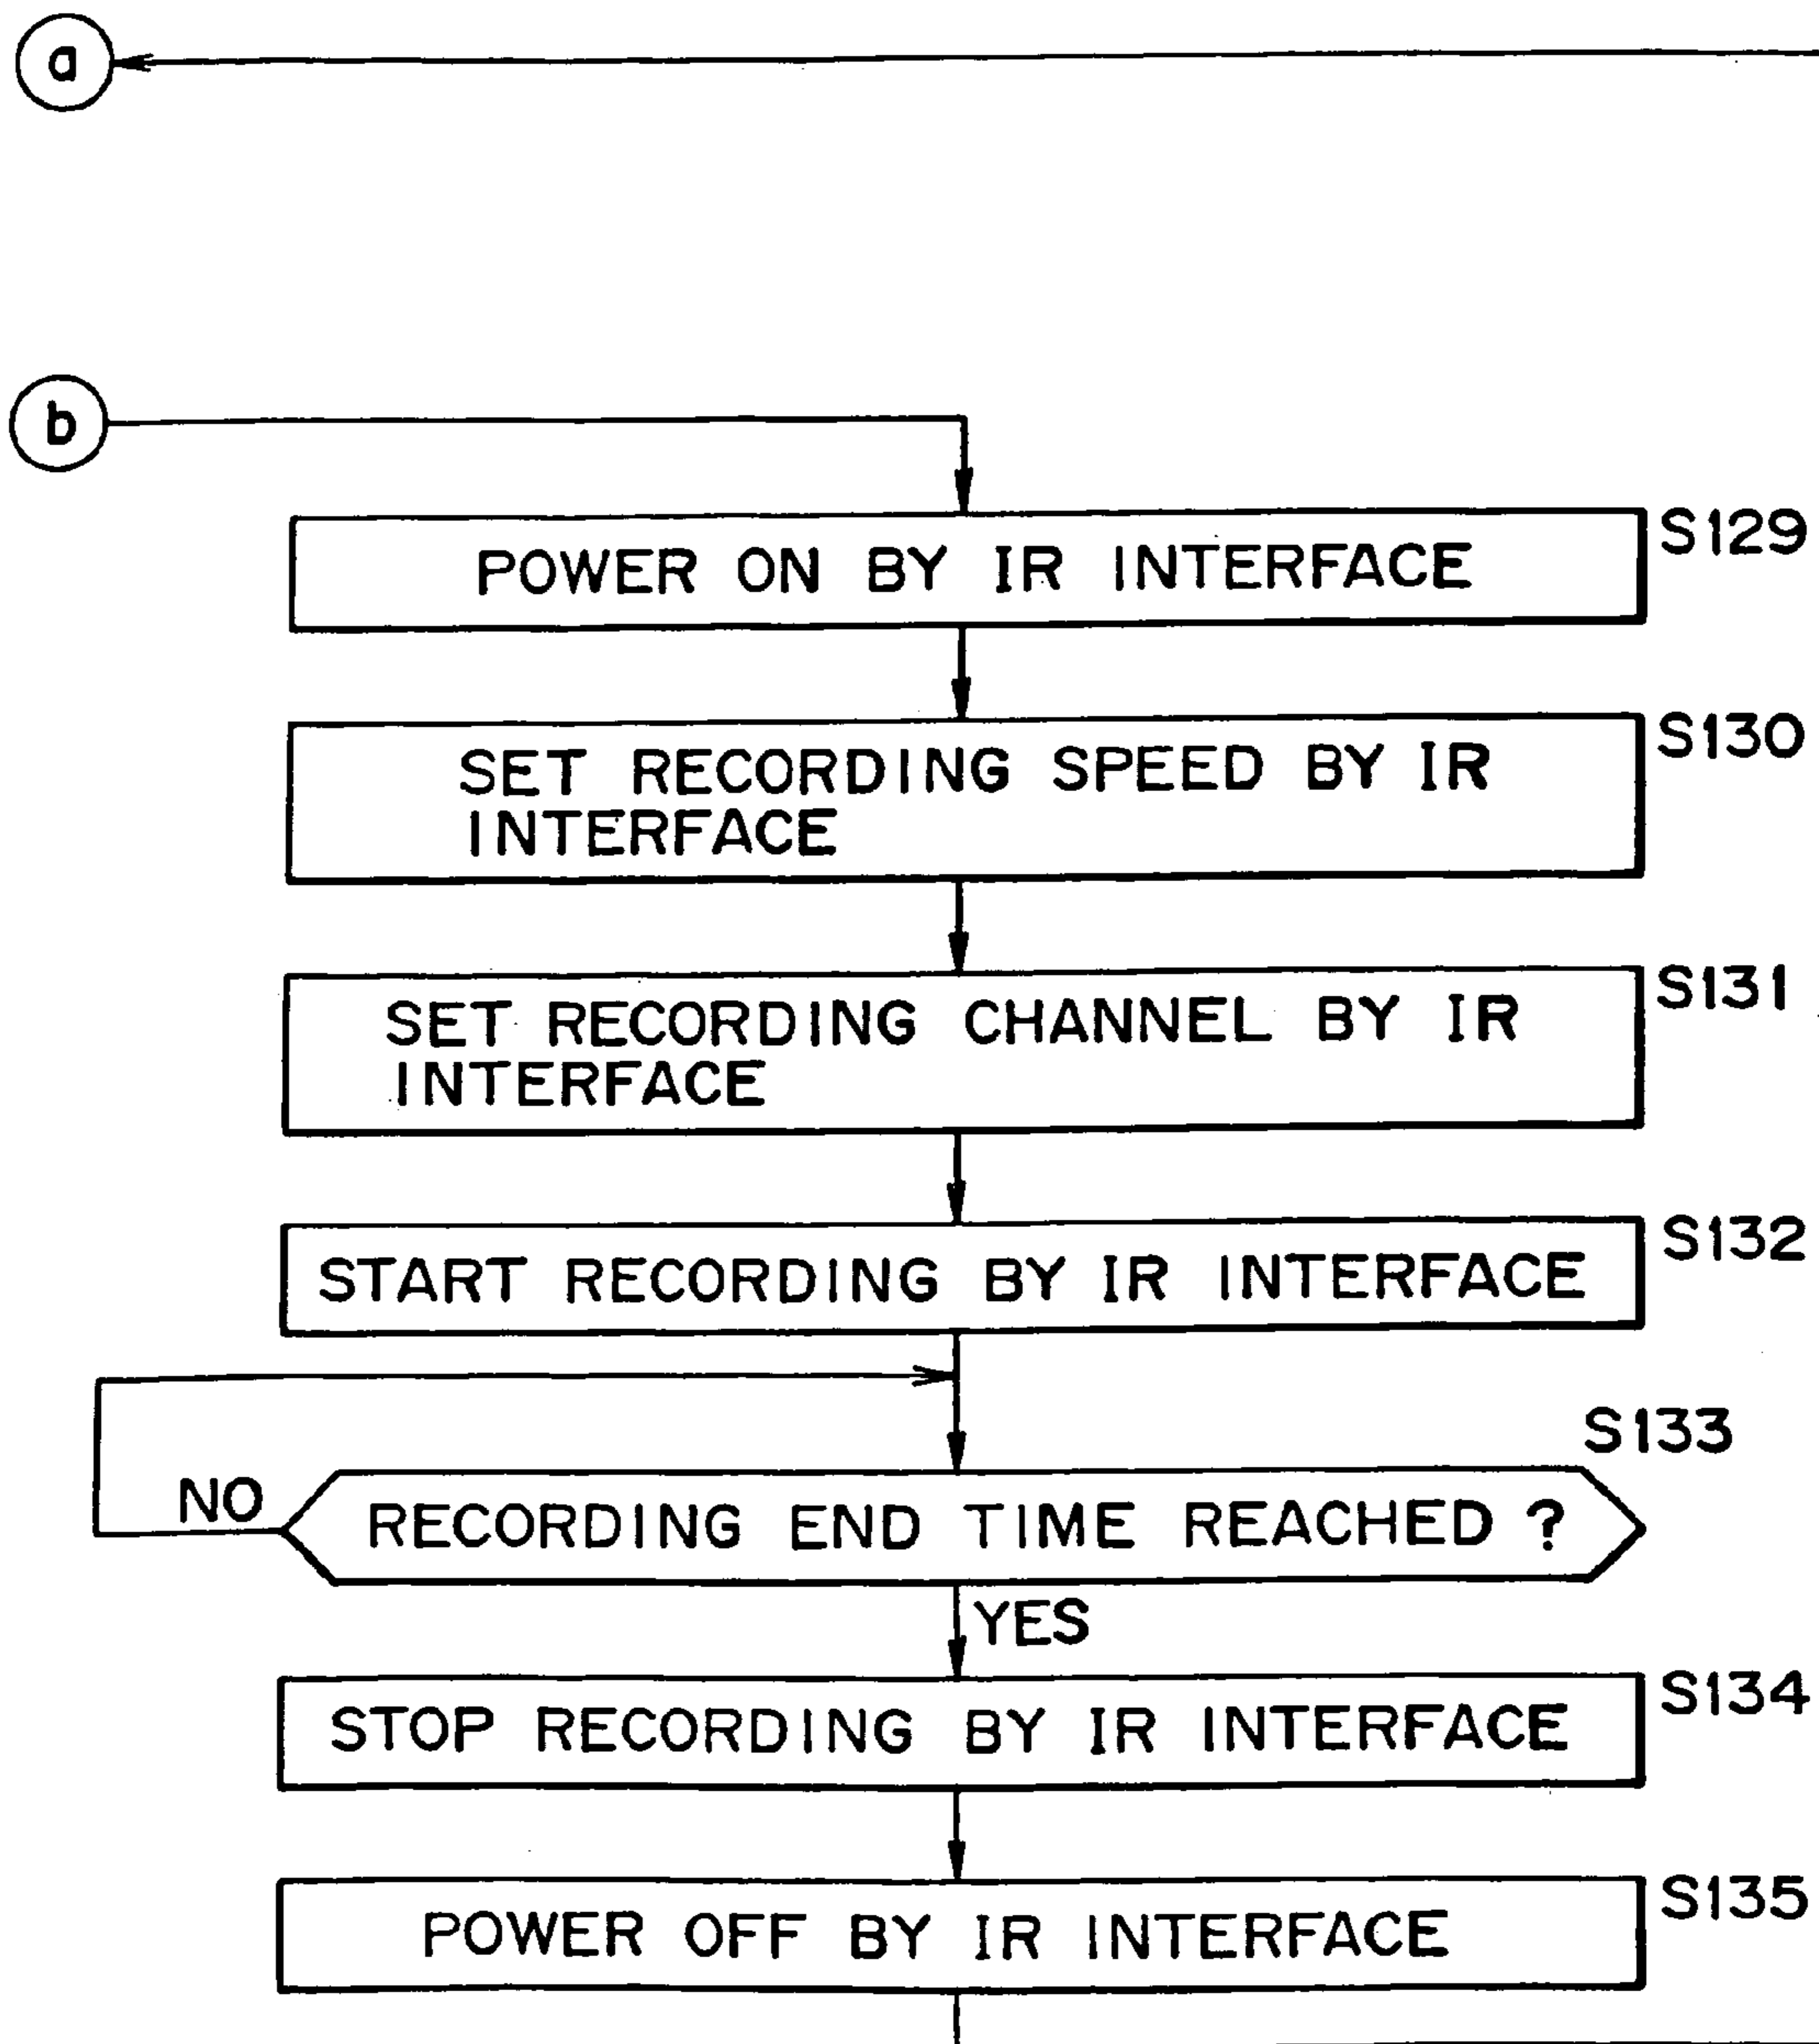 a
b
S129
POWER ON BY IR INTERFACE
S130
SET RECORDING SPEED BY IR
INTERFACE
S131
SET RECORDING CHANNEL BY IR
INTERFACE
S132
START RECORDING BY IR INTERFACE
S133
NO
RECORDING END TIME REACHED ?
YES
S134
STOP RECORDING BY IR INTERFACE
S135
POWER OFF BY IR INTERFACE